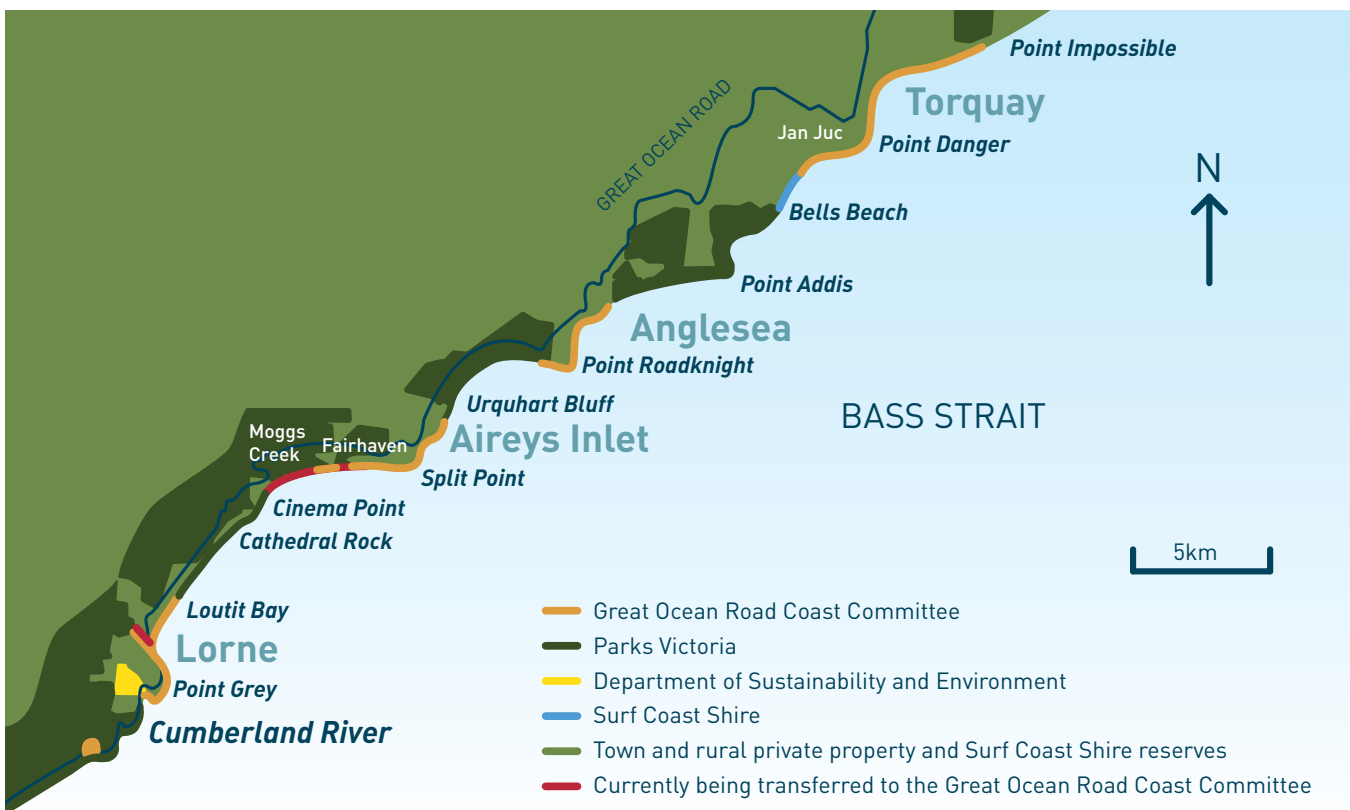 Point Impossible
Torquay
GREAT OCEAN ROAD
Jan Juc
Point Danger
N
Bells Beach
Point Addis
Anglesea
Point Roadknight
Urquhart Bluff
BASS STRAIT
Moggs
Creek
Fairhaven
Aireys Inlet
Split Point
Cinema Point
Cathedral Rock
5km
Loutit Bay
Lorne
Point Grey
Cumberland River
Great Ocean Road Coast Committee
Parks Victoria
Department of Sustainability and Environment
Surf Coast Shire
Town and rural private property and Surf Coast Shire reserves
Currently being transferred to the Great Ocean Road Coast Committee